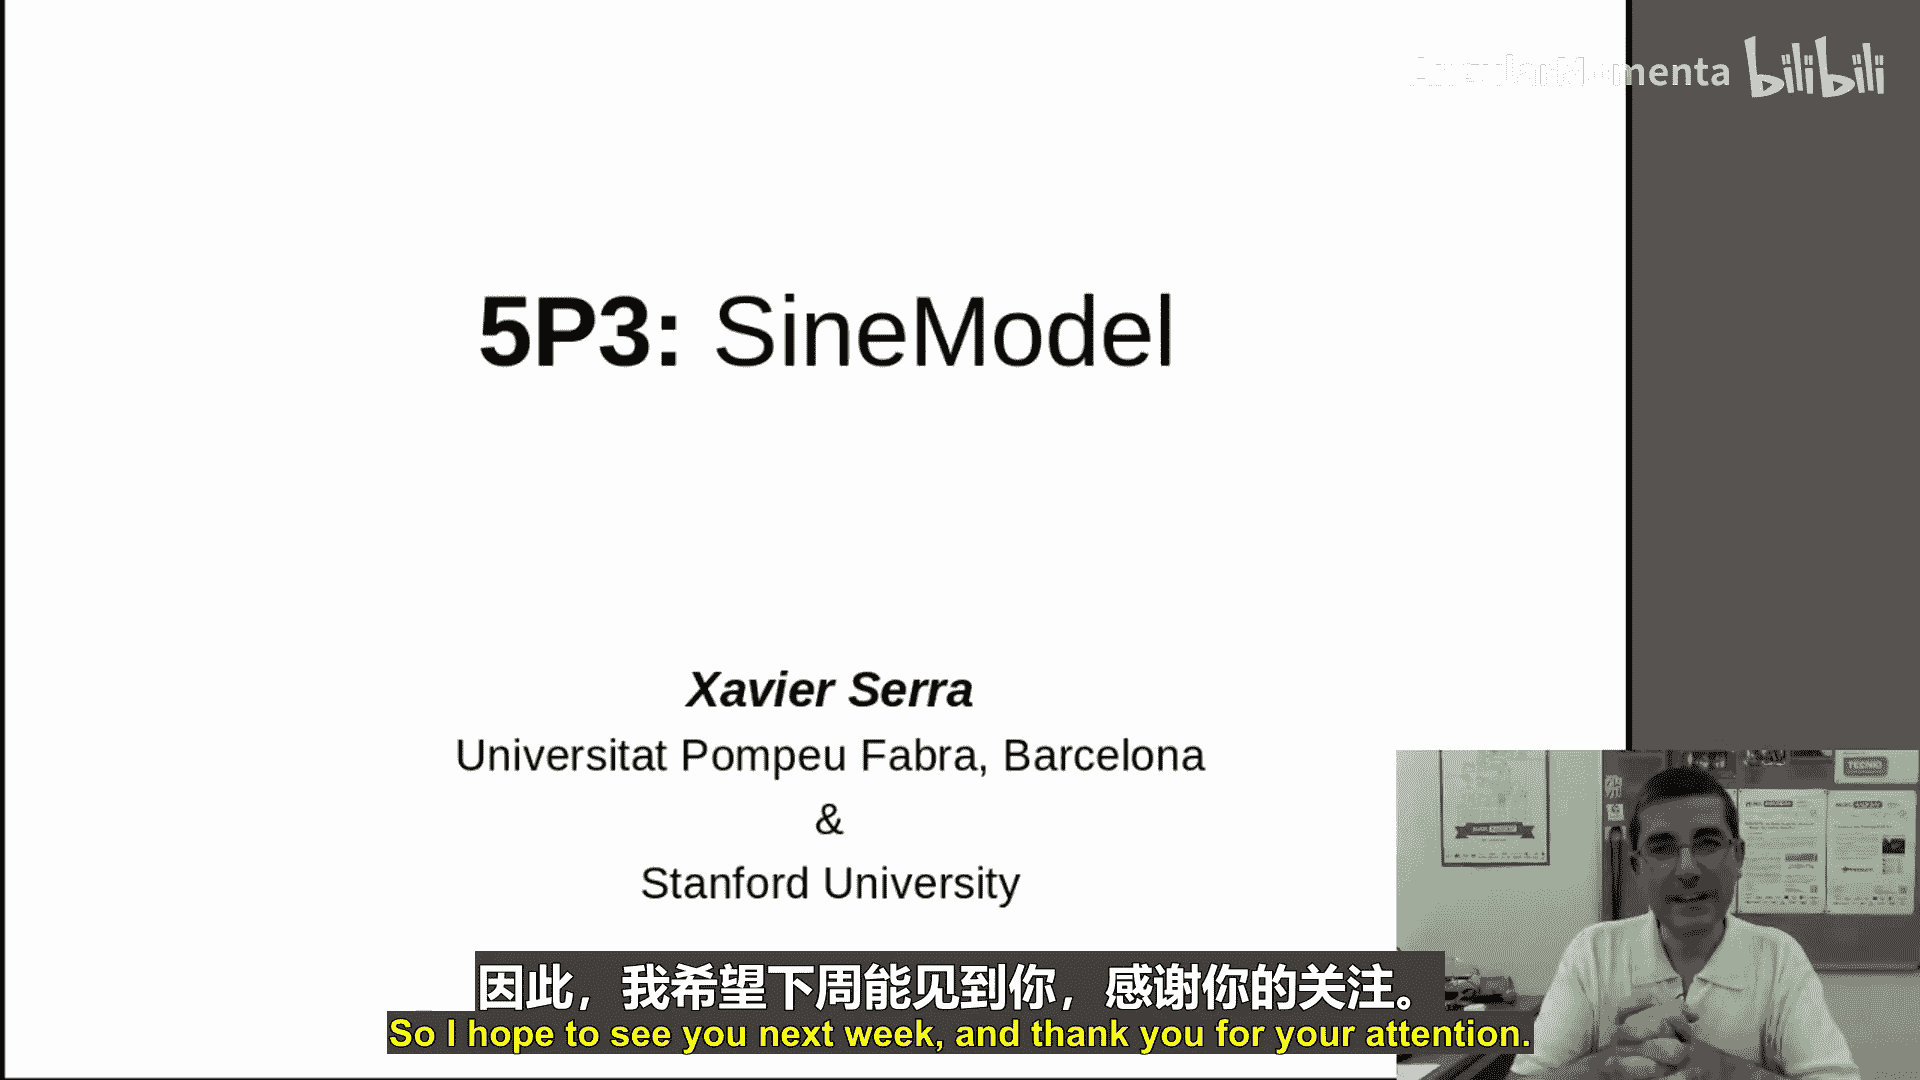 menta bilibili
5P3: SineModel
Xavier Serra
Universitat Pompeu Fabra, Barcelona
&
Stanford University
TECNIO
因此，我希望下周能见到你，感谢你的关注。
So I hope to see you next week, and thank you for your attention.